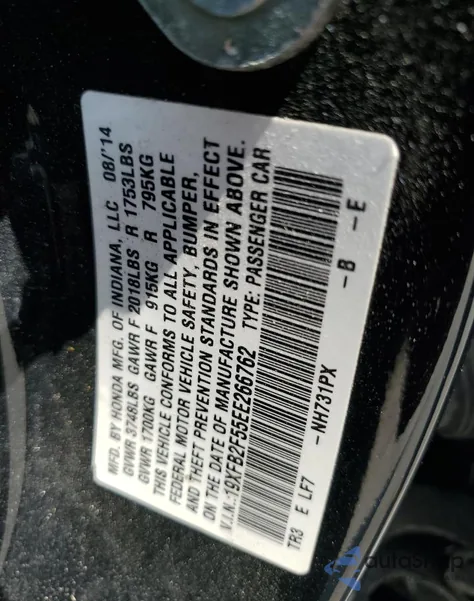 MFD. BY HONDA MFG. OF INDIANA, LLC 08/'14
GVWR 3748LBS GAWR F 2018LBS R 1753LBS
GVWR 1700KG GAWR F 915KG R 795KG
THIS VEHICLE CONFORMS TO ALL APPLICABLE
FEDERAL MOTOR VEHICLE SAFETY, BUMPER,
AND THEFT PREVENTION STANDARDS IN EFFECT
ON THE DATE OF MANUFACTURE SHOWN ABOVE.
V.I.N.:19XFB2F55EE266762 TYPE: PASSENGER CAR
TR3 E LF7 -NH731PX -B -E
autoshop